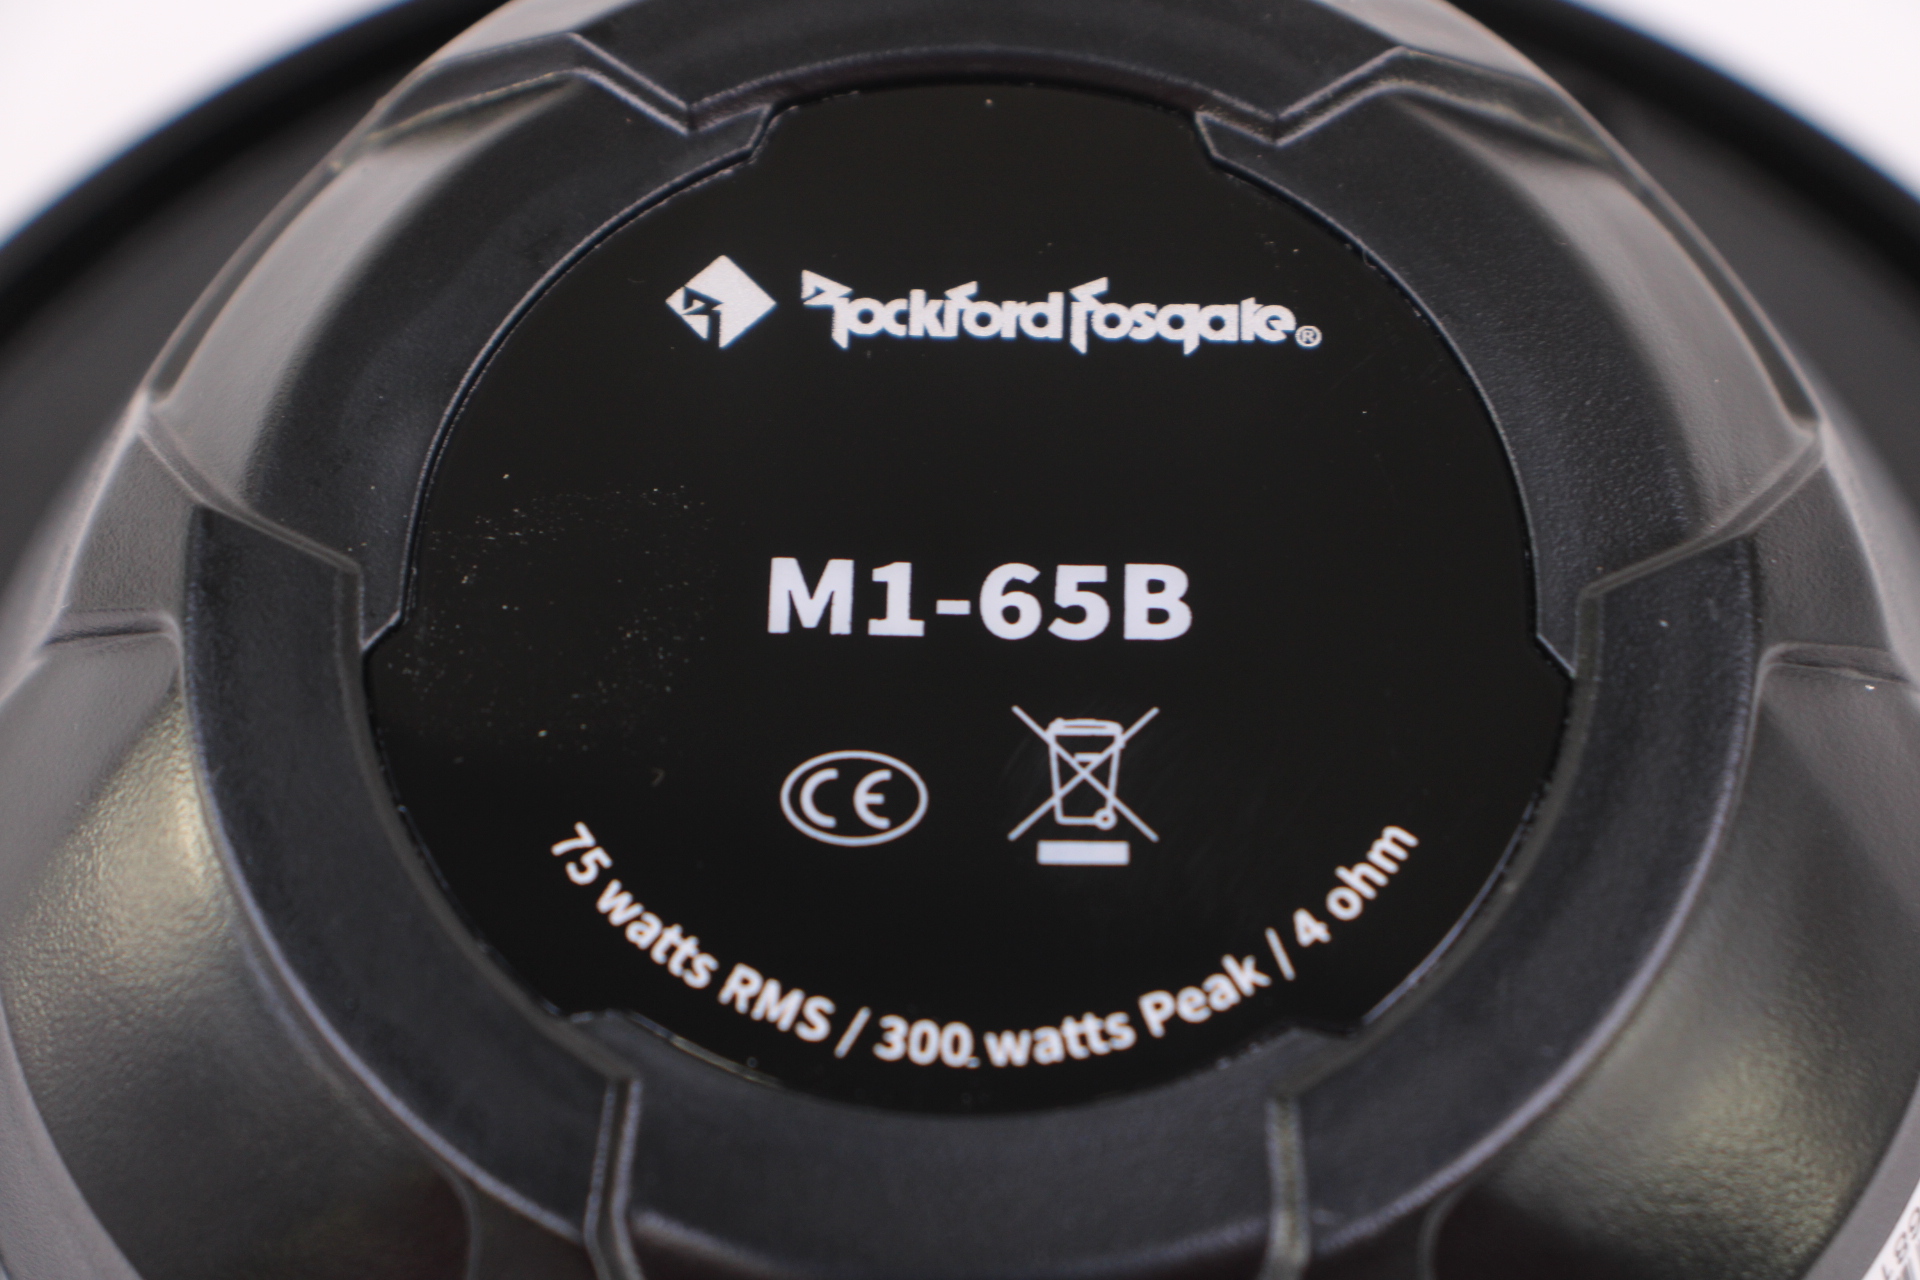 Rockford Fosgate®
M1-65B
CE
75 watts RMS / 300 watts Peak / 4 ohm